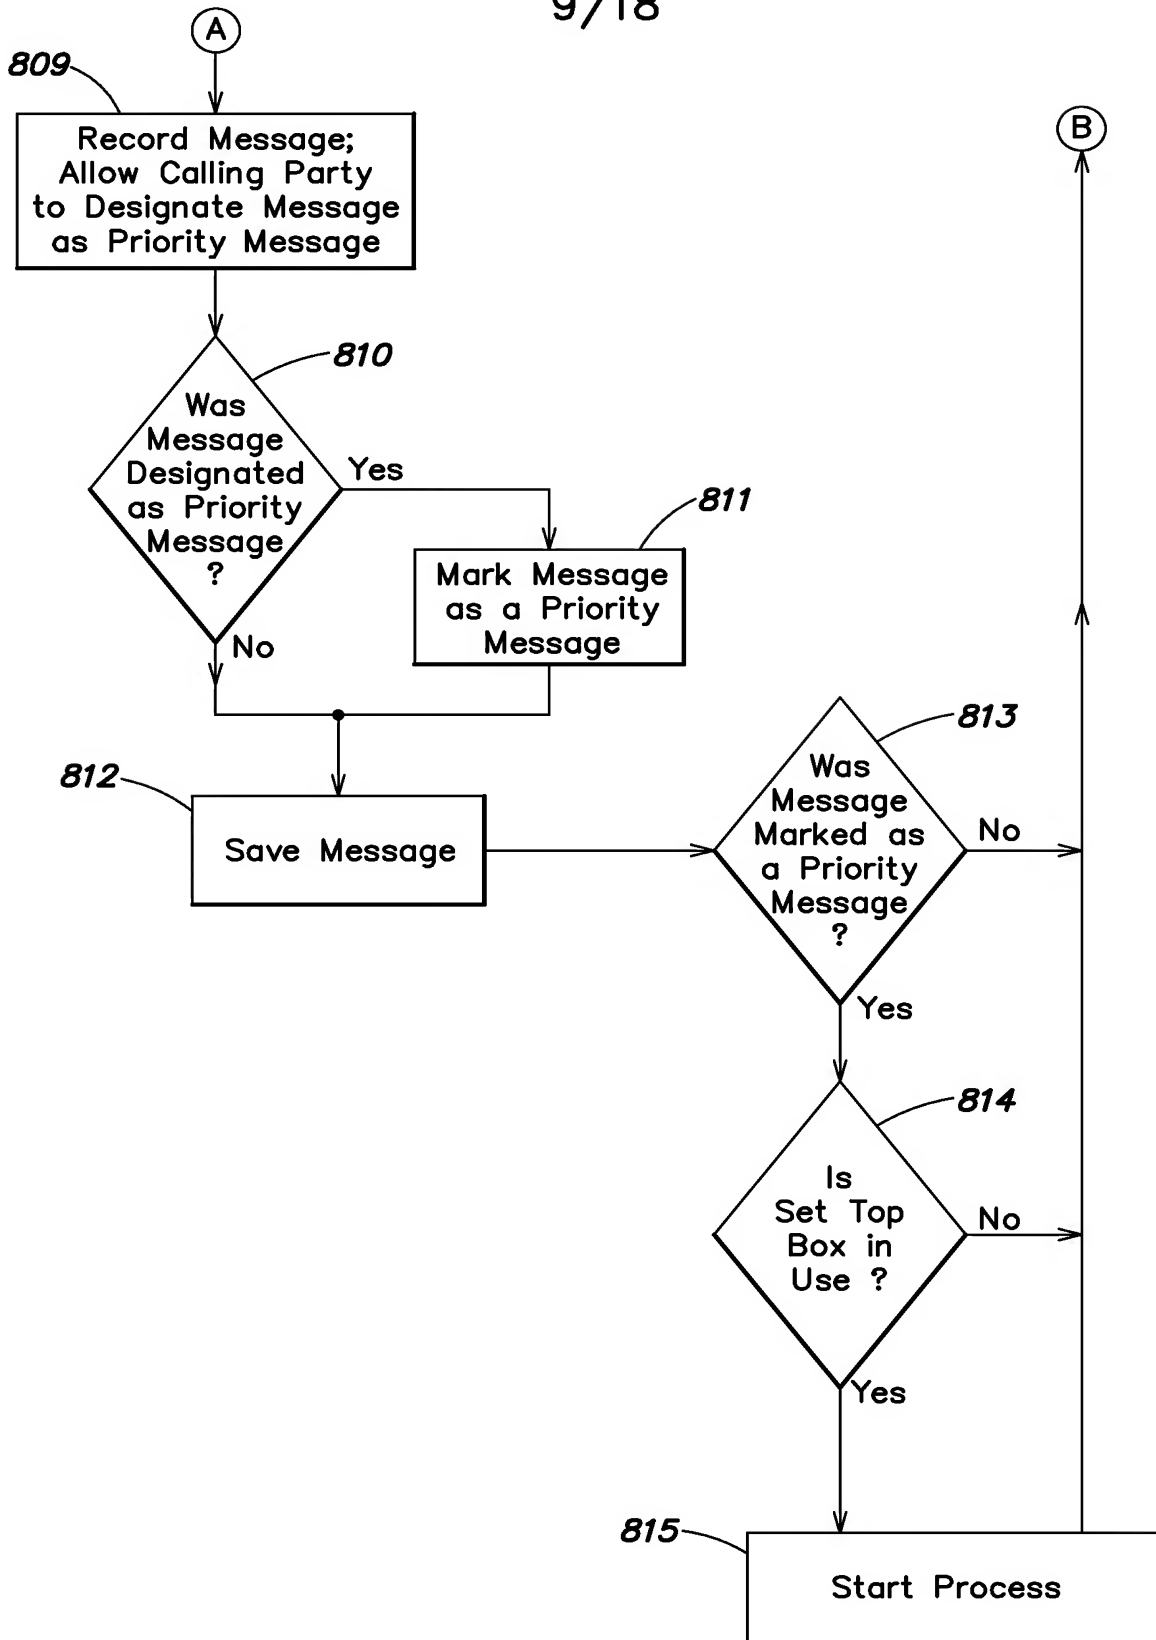 9/18
A
809
Record Message;
Allow Calling Party
to Designate Message
as Priority Message
B
810
Was
Message
Designated
as Priority
Message
?
Yes
No
811
Mark Message
as a Priority
Message
812
Save Message
813
Was
Message
Marked as
a Priority
Message
?
No
Yes
814
Is
Set Top
Box in
Use ?
No
Yes
815
Start Process